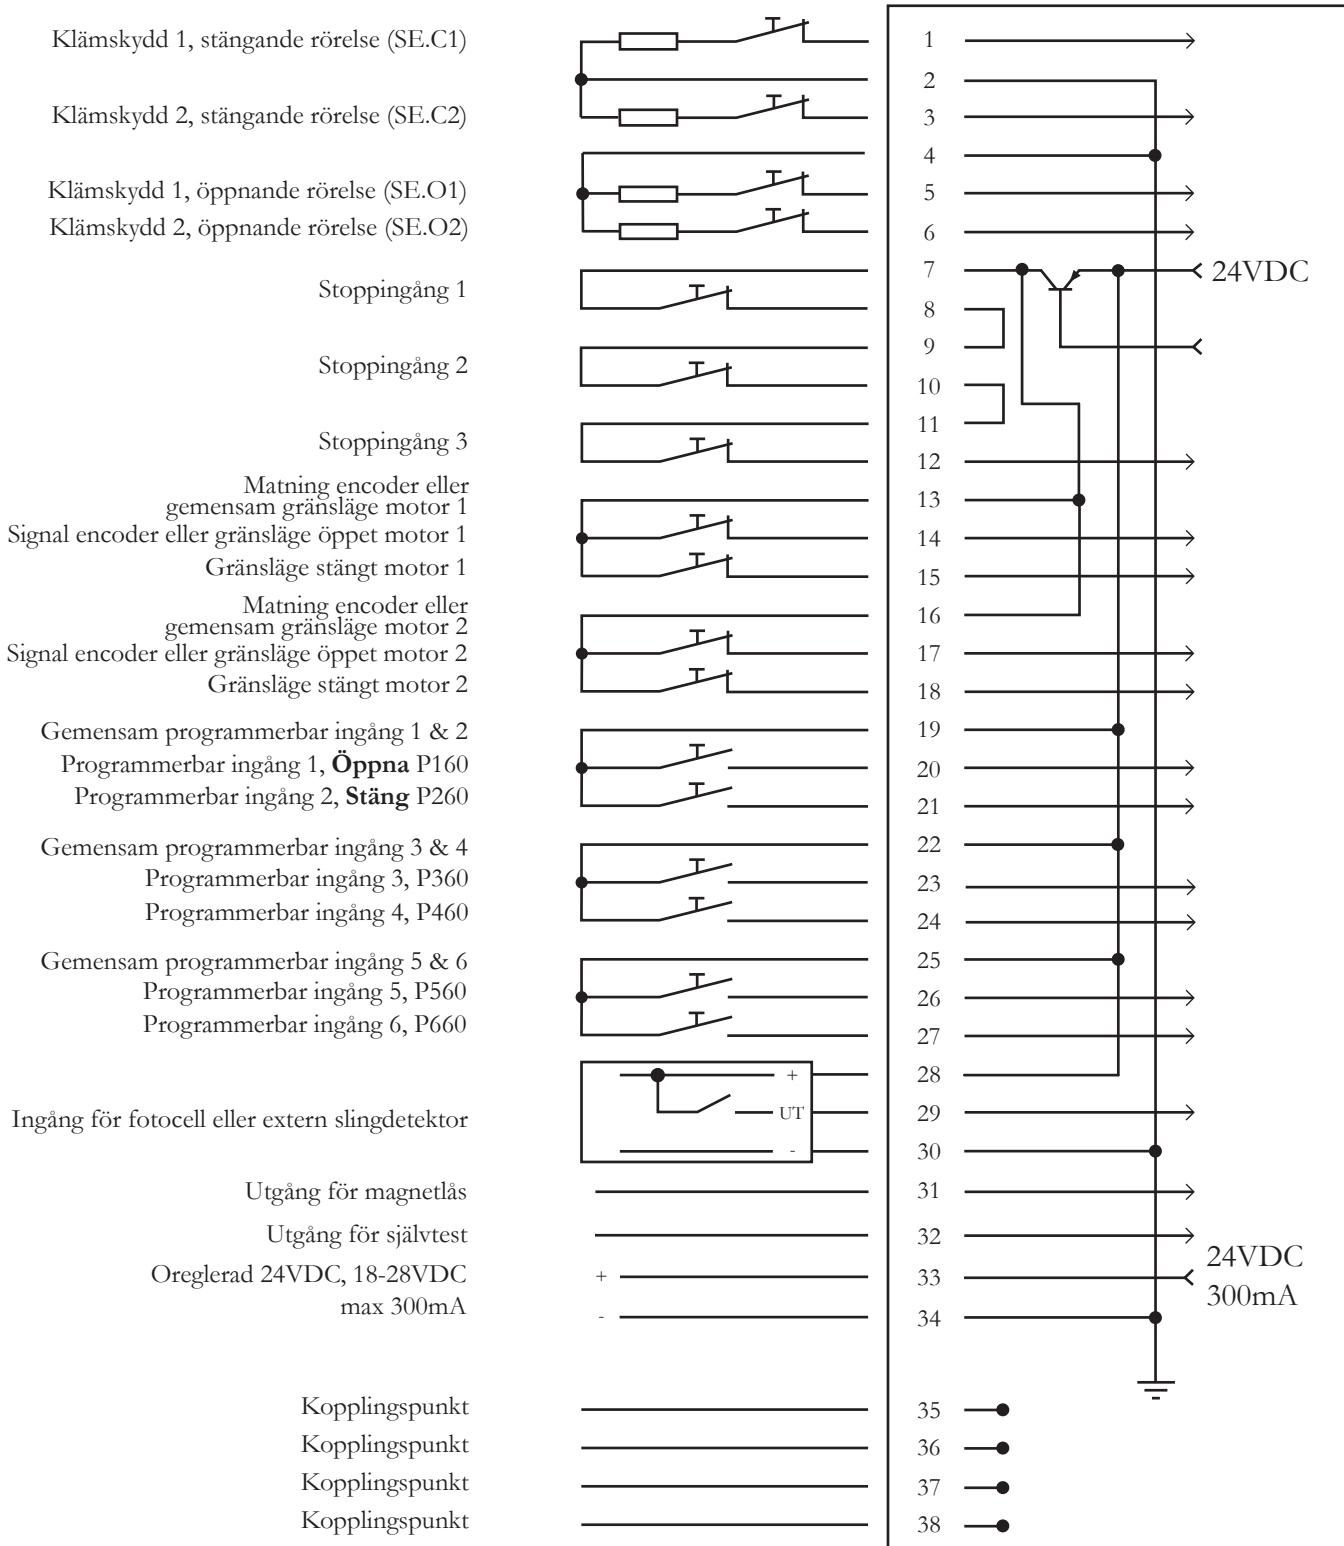 Klämskydd 1, stängande rörelse (SE.C1)
1
2
Klämskydd 2, stängande rörelse (SE.C2)
3
4
Klämskydd 1, öppnande rörelse (SE.O1)
5
Klämskydd 2, öppnande rörelse (SE.O2)
6
7
24VDC
Stoppingång 1
8
9
Stoppingång 2
10
11
Stoppingång 3
12
Matning encoder eller
gemensam gränsläge motor 1
13
Signal encoder eller gränsläge öppet motor 1
14
Gränsläge stängt motor 1
15
Matning encoder eller
gemensam gränsläge motor 2
16
Signal encoder eller gränsläge öppet motor 2
17
Gränsläge stängt motor 2
18
Gemensam programmerbar ingång 1 & 2
19
Programmerbar ingång 1, Öppna P160
20
Programmerbar ingång 2, Stäng P260
21
Gemensam programmerbar ingång 3 & 4
22
Programmerbar ingång 3, P360
23
Programmerbar ingång 4, P460
24
Gemensam programmerbar ingång 5 & 6
25
Programmerbar ingång 5, P560
26
Programmerbar ingång 6, P660
27
+
28
Ingång för fotocell eller extern slingdetektor
UT
29
-
30
Utgång för magnetlås
31
Utgång för självtest
32
Oreglerad 24VDC, 18-28VDC
+
33
24VDC
300mA
max 300mA
-
34
Kopplingspunkt
35
Kopplingspunkt
36
Kopplingspunkt
37
Kopplingspunkt
38